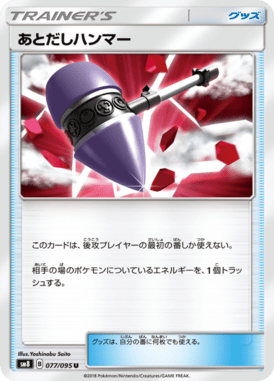 TRAINER'S
グッズ
あとだしハンマー
このカードは、後攻プレイヤーの最初の番しか使えない。
相手の場のポケモンについているエネルギーを、1個トラッ
シュする。
Illus. Yoshinobu Saito
グッズは、自分の番に何枚でも使える。
SM8 077/095 U
©2018 Pokémon/Nintendo/Creatures/GAME FREAK.